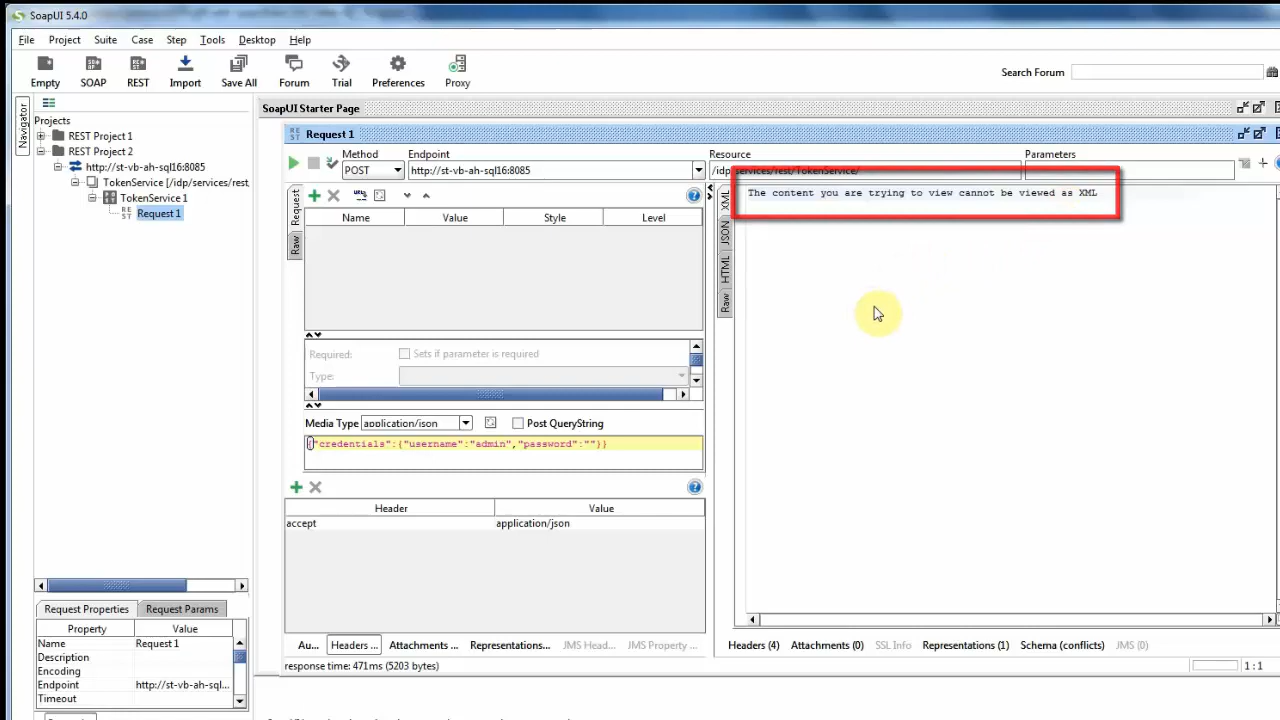 SoapUI 5.4.0
File Project Suite Case Step Tools Desktop Help
Empty SOAP REST Import Save All Forum Trial Preferences Proxy
Search Forum
Navigator
Projects
REST Project 1
REST Project 2
http://st-vb-ah-sql16:8085
TokenService [/idp/services/rest
TokenService 1
Request 1
SoapUI Starter Page
REST
Request 1
Method Endpoint Resource Parameters
POST http://st-vb-ah-sql16:8085 /idp/services/rest/TokenService/
Request
Raw
Name Value Style Level
Required: Sets if parameter is required
Type:
Media Type application/json Post QueryString
{"credentials":{"username":"admin","password":""}}
Header Value
accept application/json
Au... Headers ... Attachments ... Representations... JMS Head... JMS Property ...
response time: 471ms (5203 bytes)
XML
JSON
HTML
Raw
The content you are trying to view cannot be viewed as XML
Headers (4) Attachments (0) SSL Info Representations (1) Schema (conflicts) JMS (0)
1:1
Request Properties Request Params
Property Value
Name Request 1
Description
Encoding
Endpoint http://st-vb-ah-sql...
Timeout